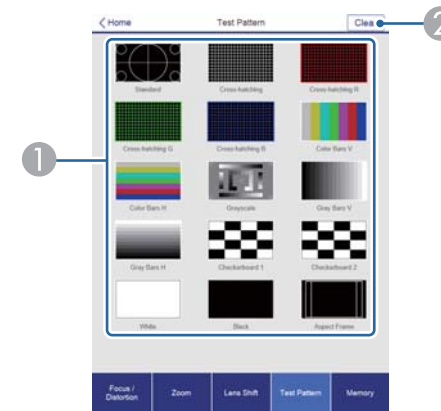 Home Test Pattern Clea 2
Standard Cross-hatching Cross-hatching R
1
Cross-hatching G Cross-hatching B Color Bars V
Color Bars H Grayscale Gray Bars V
Gray Bars H Checkerboard 1 Checkerboard 2
White Black Aspect Frame
Focus / Distortion Zoom Lens Shift Test Pattern Memory